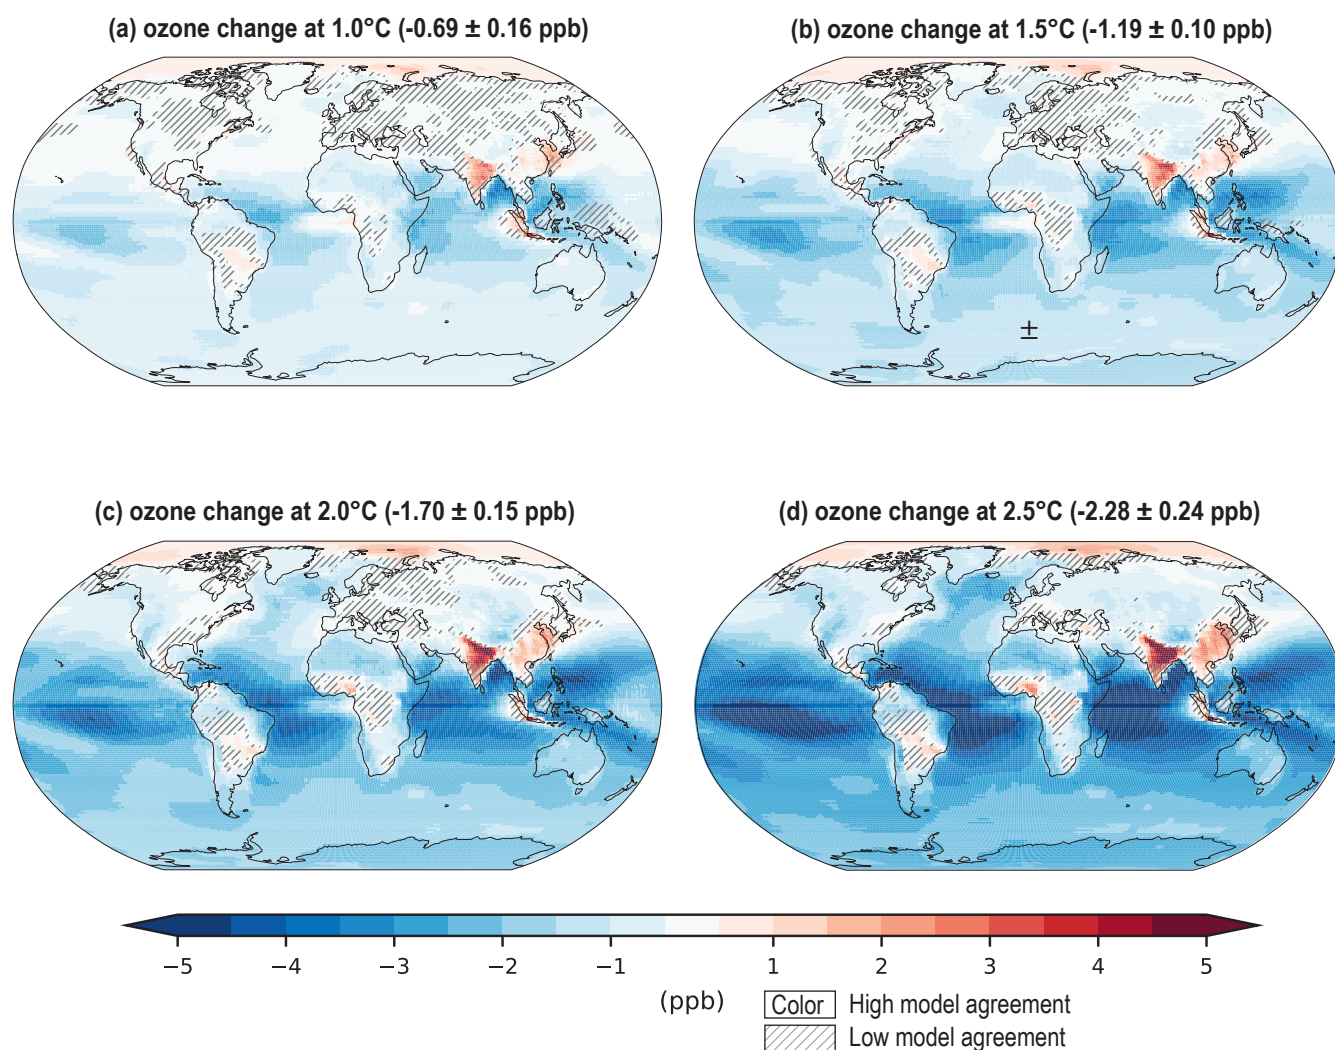 (a) ozone change at 1.0°C (-0.69 ± 0.16 ppb)
(b) ozone change at 1.5°C (-1.19 ± 0.10 ppb)
±
(c) ozone change at 2.0°C (-1.70 ± 0.15 ppb)
(d) ozone change at 2.5°C (-2.28 ± 0.24 ppb)
−5 −4 −3 −2 −1 1 2 3 4 5
(ppb)
Color High model agreement
Low model agreement